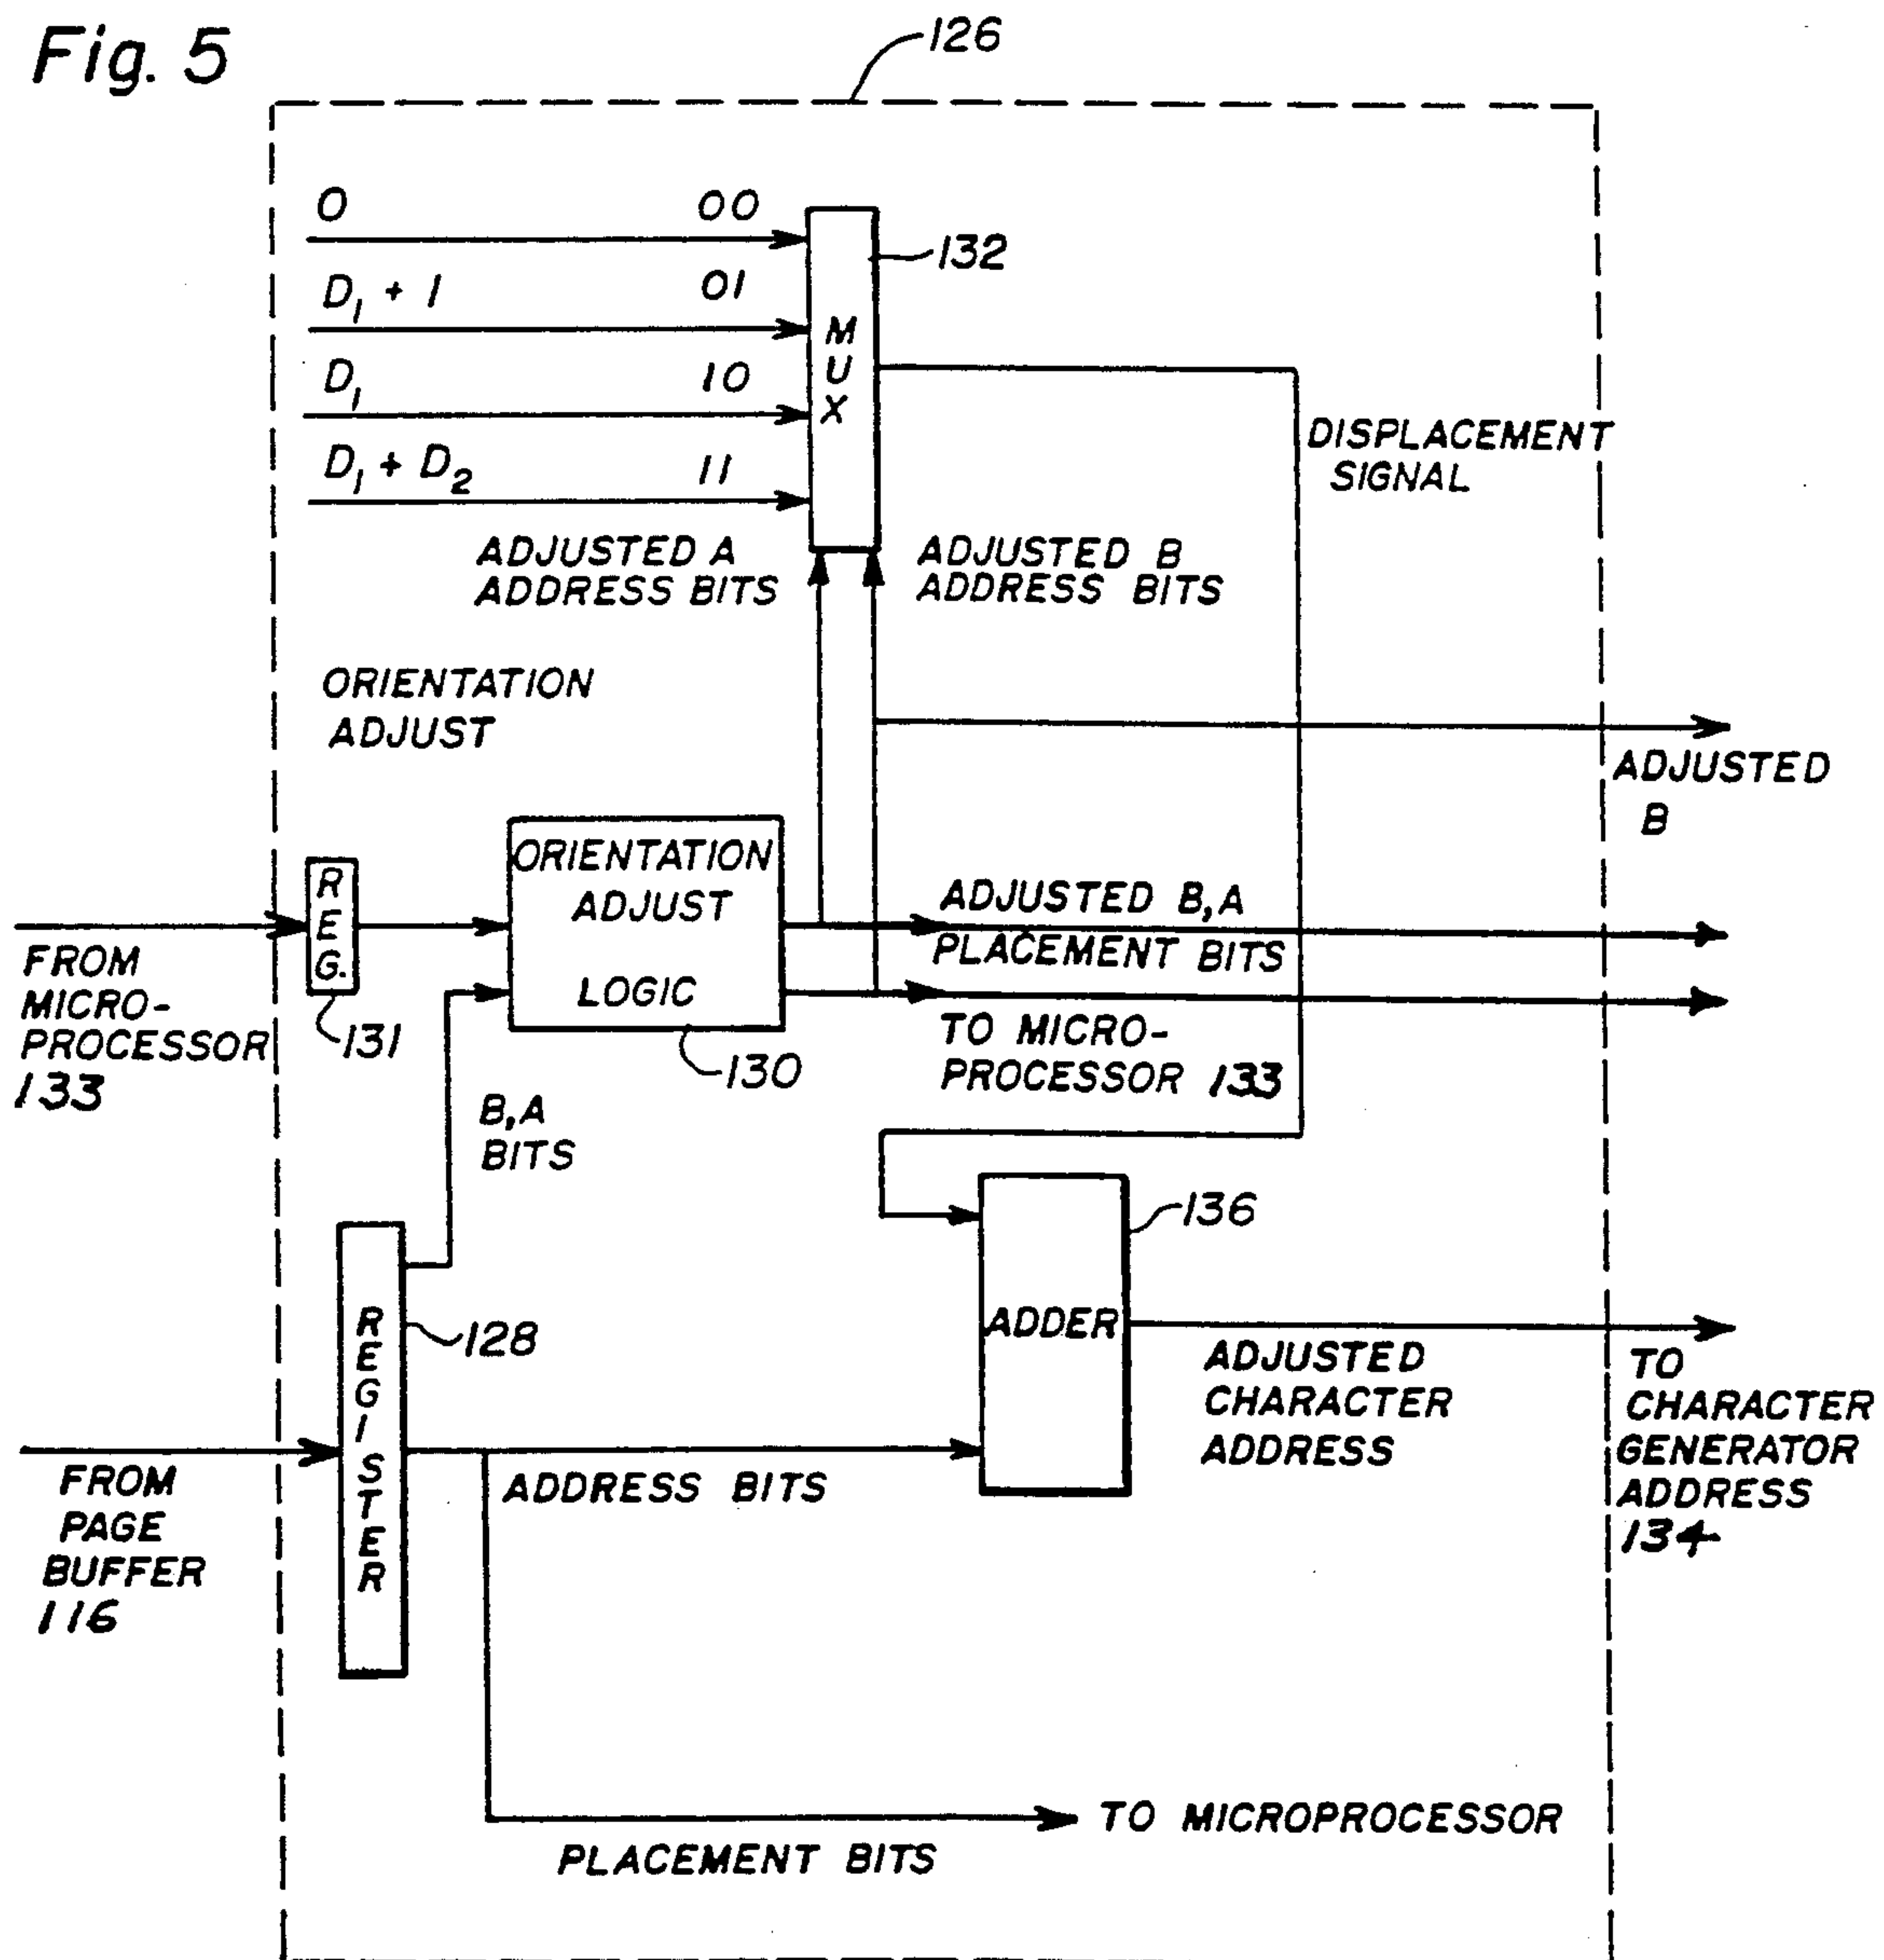 Fig. 5
126
0 00
D1 + 1 01
D1 10
D1 + D2 11
MUX
132
DISPLACEMENT
SIGNAL
ADJUSTED A
ADDRESS BITS
ADJUSTED B
ADDRESS BITS
ORIENTATION
ADJUST
ADJUSTED
B
REG.
131
ORIENTATION
ADJUST
LOGIC
130
ADJUSTED B,A
PLACEMENT BITS
TO MICRO-
PROCESSOR 133
FROM
MICRO-
PROCESSOR
133
B,A
BITS
REGISTER
128
136
ADDER
ADJUSTED
CHARACTER
ADDRESS
TO
CHARACTER
GENERATOR
ADDRESS
134
FROM
PAGE
BUFFER
116
ADDRESS BITS
TO MICROPROCESSOR
PLACEMENT BITS